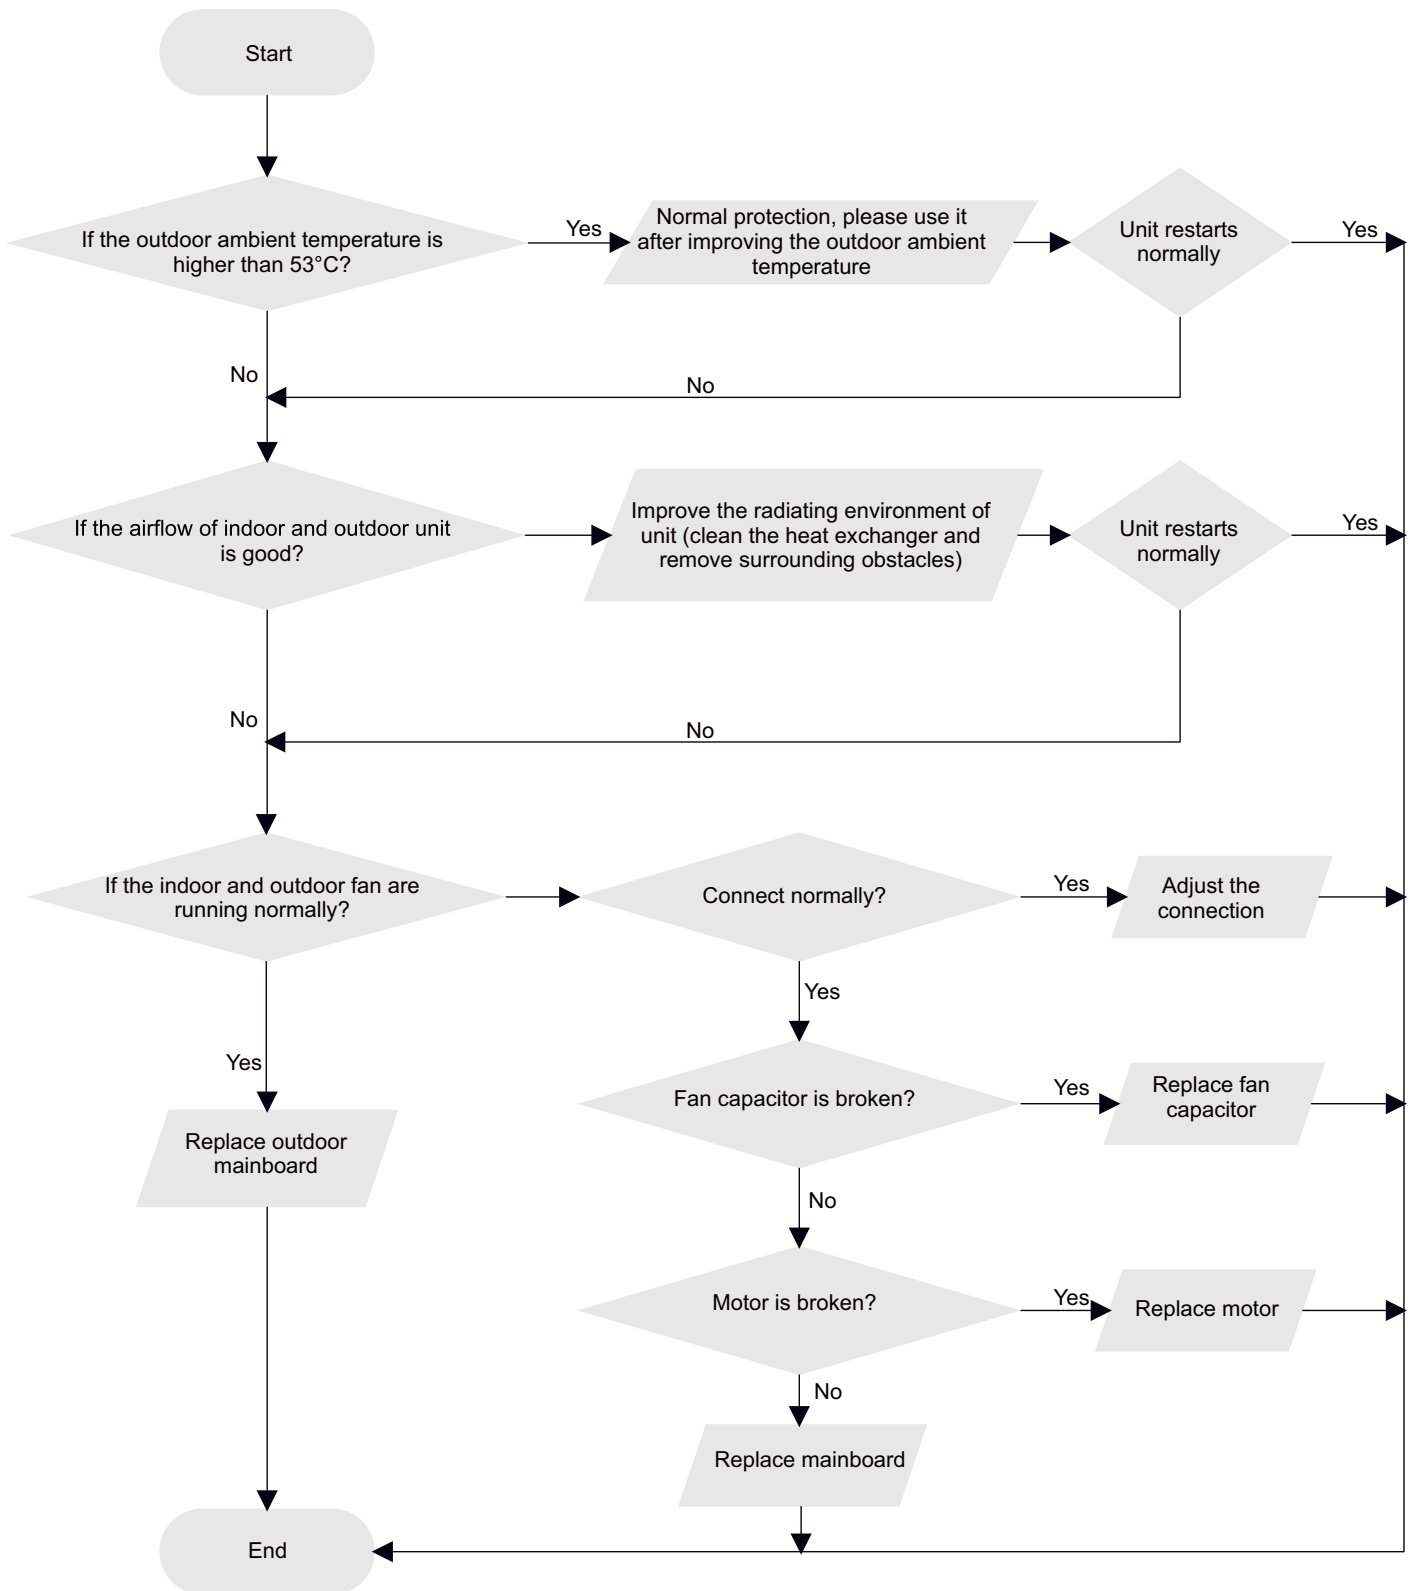 Start
If the outdoor ambient temperature is
higher than 53°C?
Yes
Normal protection, please use it
after improving the outdoor ambient
temperature
Unit restarts
normally
Yes
No
No
If the airflow of indoor and outdoor unit
is good?
Improve the radiating environment of
unit (clean the heat exchanger and
remove surrounding obstacles)
Unit restarts
normally
Yes
No
No
If the indoor and outdoor fan are
running normally?
Connect normally?
Yes
Adjust the
connection
Yes
Yes
Fan capacitor is broken?
Yes
Replace fan
capacitor
Replace outdoor
mainboard
No
Motor is broken?
Yes
Replace motor
No
Replace mainboard
End